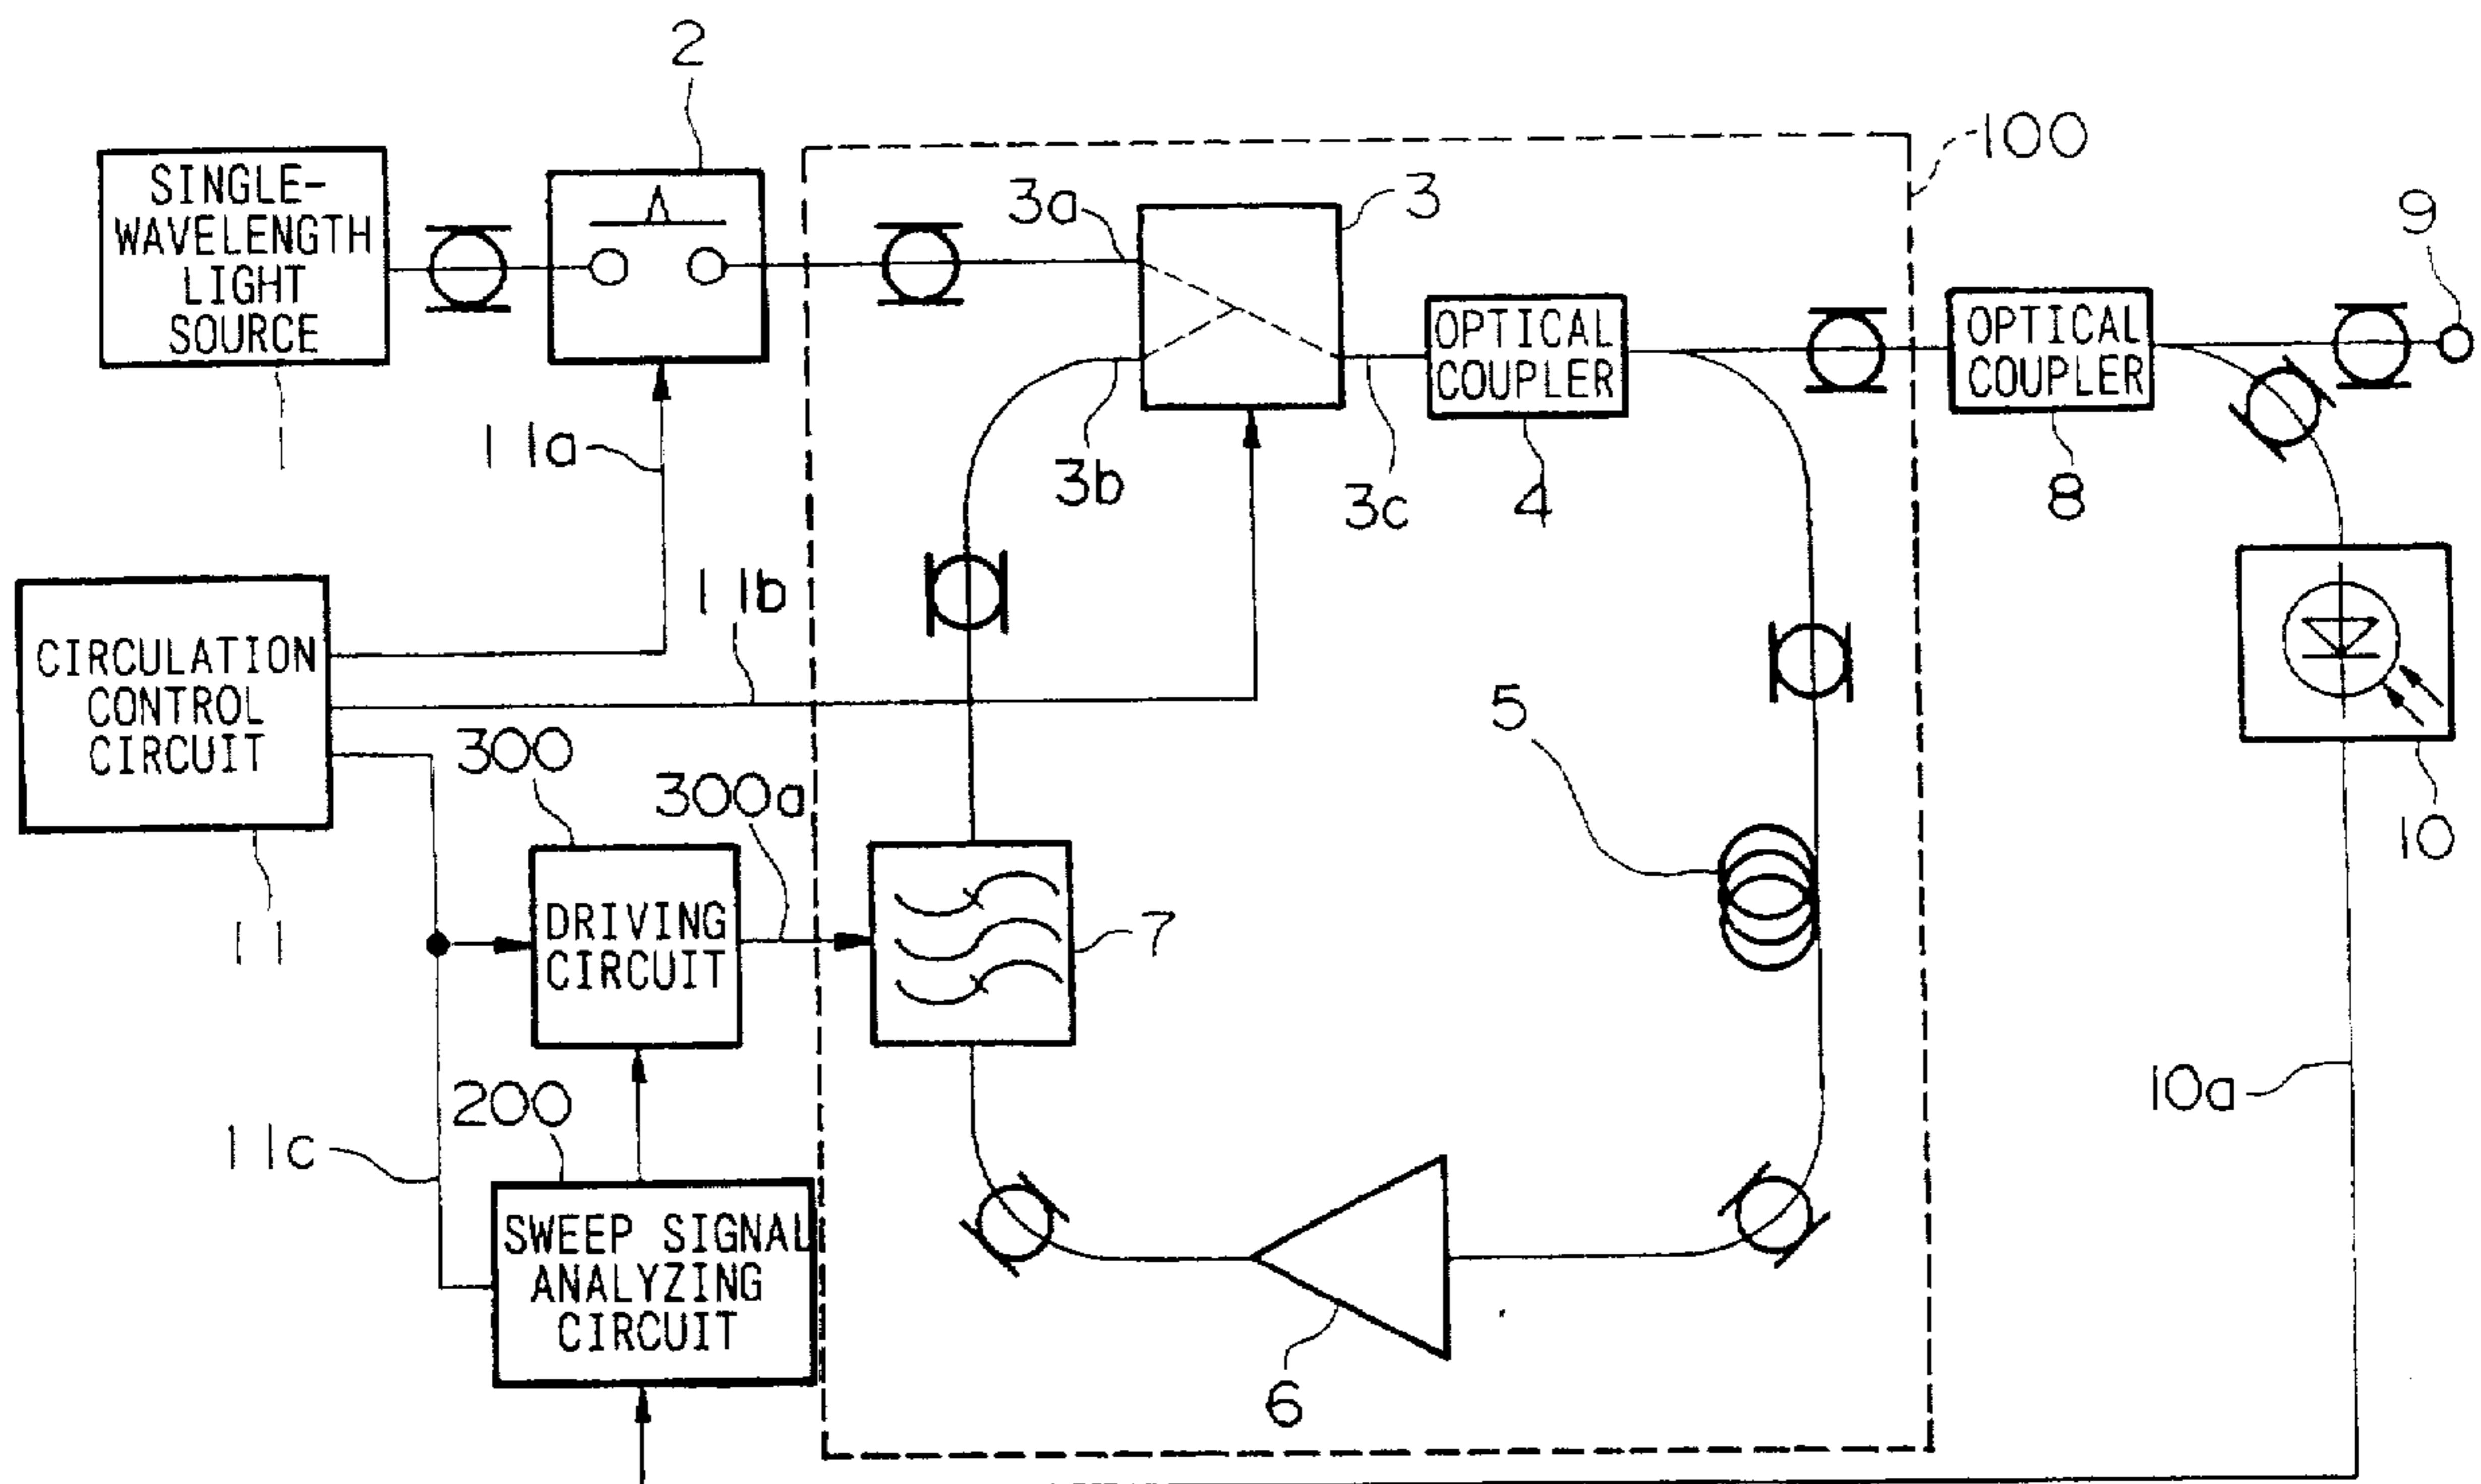 2
100
SINGLE-
WAVELENGTH
LIGHT
SOURCE
3a
3
9
OPTICAL
COUPLER
OPTICAL
COUPLER
1
11a
3b
3c
4
8
11b
CIRCULATION
CONTROL
CIRCUIT
300
300a
5
10
11
DRIVING
CIRCUIT
7
200
10a
11c
SWEEP SIGNAL
ANALYZING
CIRCUIT
6